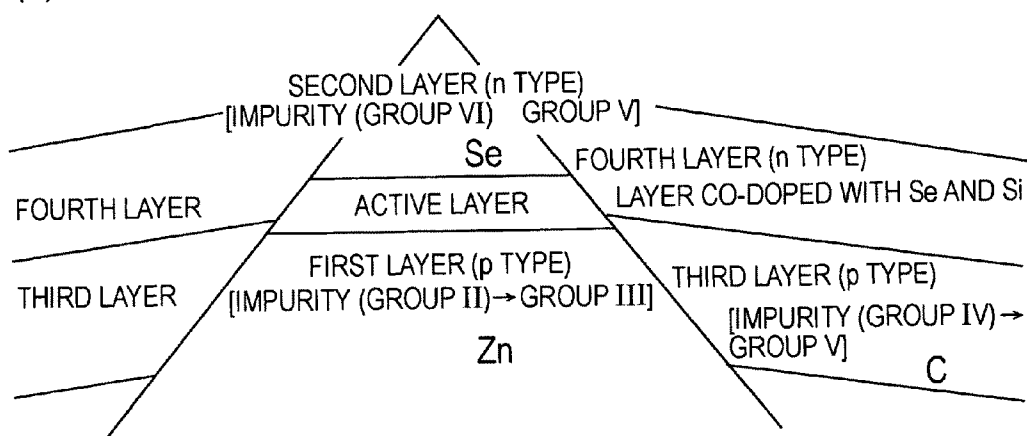 SECOND LAYER (n TYPE)
[IMPURITY (GROUP VI) GROUP V]
Se
FOURTH LAYER (n TYPE)
LAYER CO-DOPED WITH Se AND Si
FOURTH LAYER
ACTIVE LAYER
FIRST LAYER (p TYPE)
[IMPURITY (GROUP II)→GROUP III]
Zn
THIRD LAYER
THIRD LAYER (p TYPE)
[IMPURITY (GROUP IV)→
GROUP V]
C